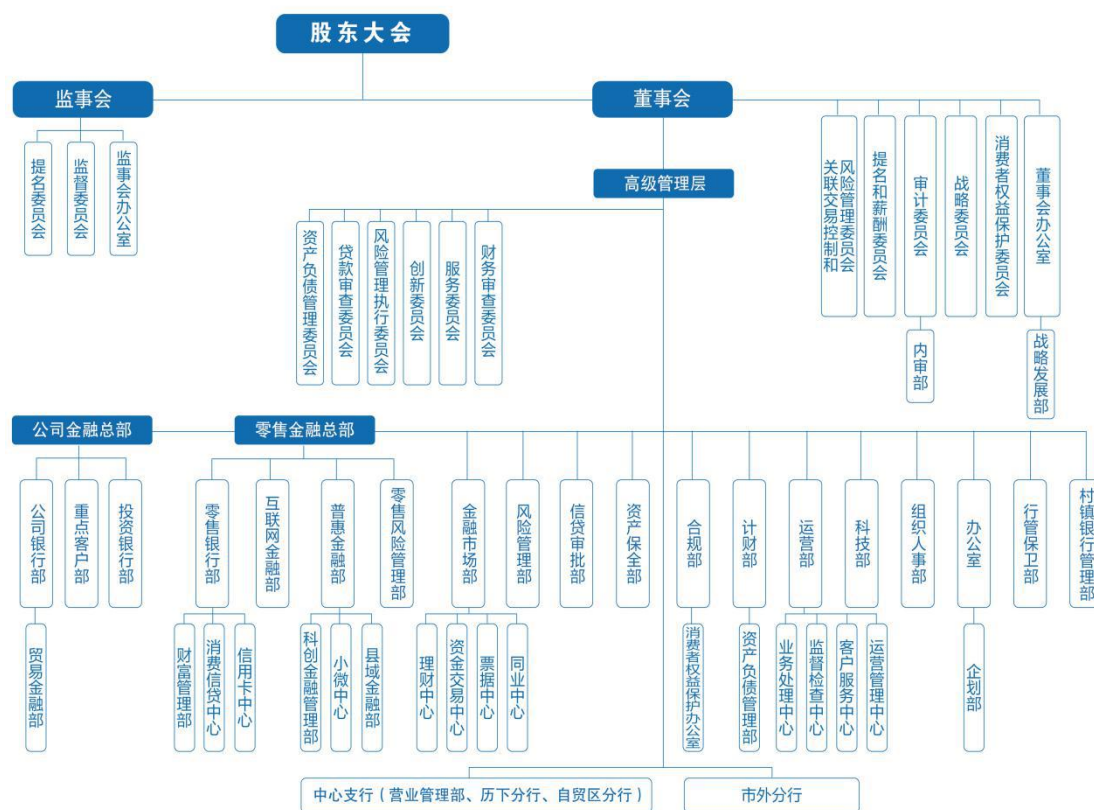 股东大会
监事会
董事会
提名委员会
监督委员会
监事会办公室
高级管理层
关联交易控制和
风险管理委员会
提名和薪酬委员会
审计委员会
战略委员会
消费者权益保护委员会
董事会办公室
资产负债管理委员会
贷款审查委员会
风险管理执行委员会
创新委员会
服务委员会
财务审查委员会
内审部
战略发展部
公司金融总部
零售金融总部
公司银行部
重点客户部
投资银行部
零售银行部
互联网金融部
普惠金融部
零售风险管理部
金融市场部
风险管理部
信贷审批部
资产保全部
合规部
计财部
运营部
科技部
组织人事部
办公室
行管保卫部
村镇银行管理部
贸易金融部
财富管理部
消费信贷中心
信用卡中心
科创金融管理部
小微中心
县域金融部
理财中心
资金交易中心
票据中心
同业中心
消费者权益保护办公室
资产负债管理部
业务处理中心
监督检查中心
客户服务中心
运营管理中心
企划部
中心支行（营业管理部、历下分行、自贸区分行）
市外分行